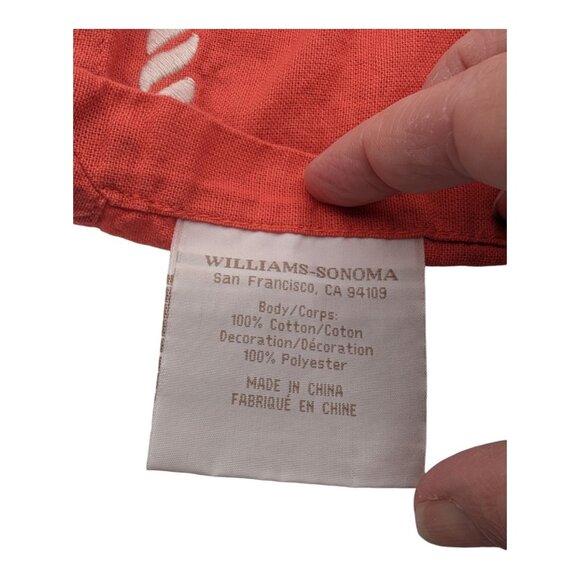 WILLIAMS-SONOMA
San Francisco, CA 94109
Body/Corps:
100% Cotton/Coton
Decoration/Décoration
100% Polyester
MADE IN CHINA
FABRIQUÉ EN CHINE